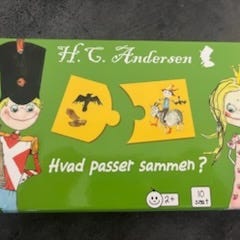 H. C. Andersen
Hvad passer sammen?
2+
10
sæt